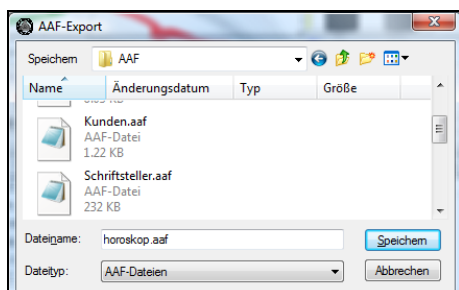 AAF-Export
Speichern AAF
Name Änderungsdatum Typ Größe
Kunden.aaf
AAF-Datei
1.22 KB
Schriftsteller.aaf
AAF-Datei
232 KB
Dateiname: horoskop.aaf Speichern
Dateityp: AAF-Dateien Abbrechen